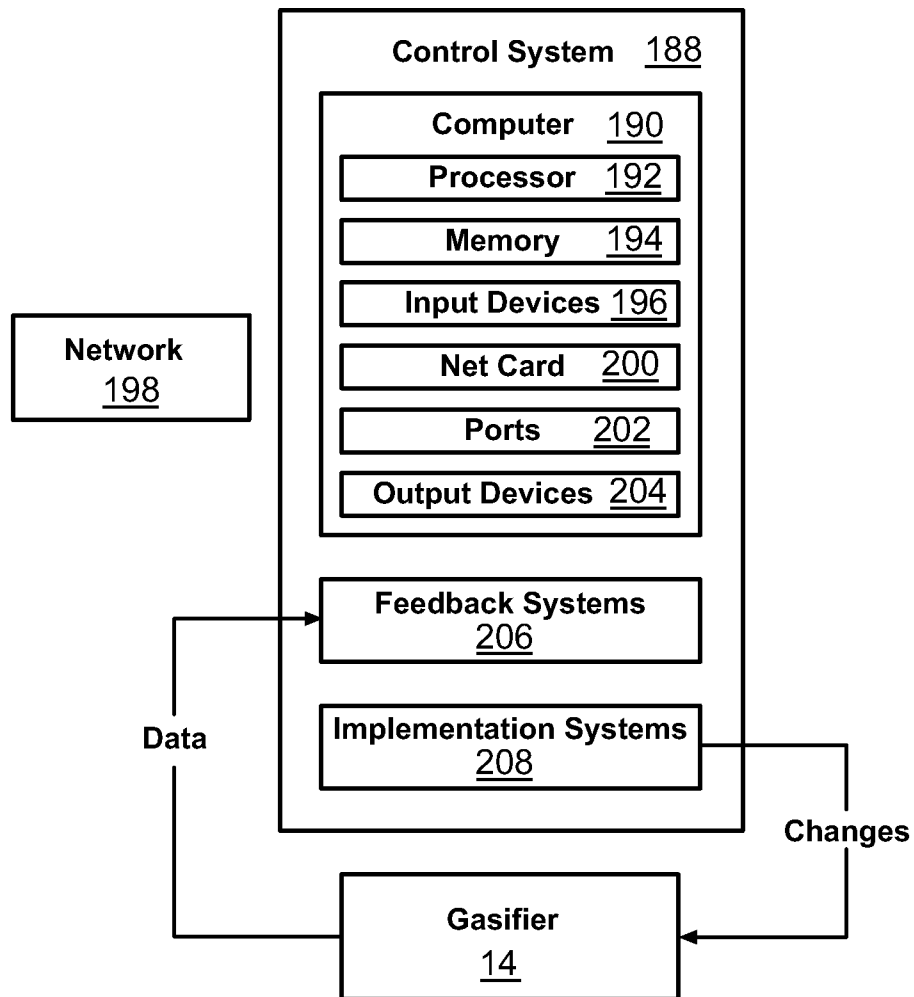 Control System 188
Computer 190
Processor 192
Memory 194
Input Devices 196
Net Card 200
Ports 202
Output Devices 204
Network
198
Feedback Systems
206
Implementation Systems
208
Data
Changes
Gasifier
14